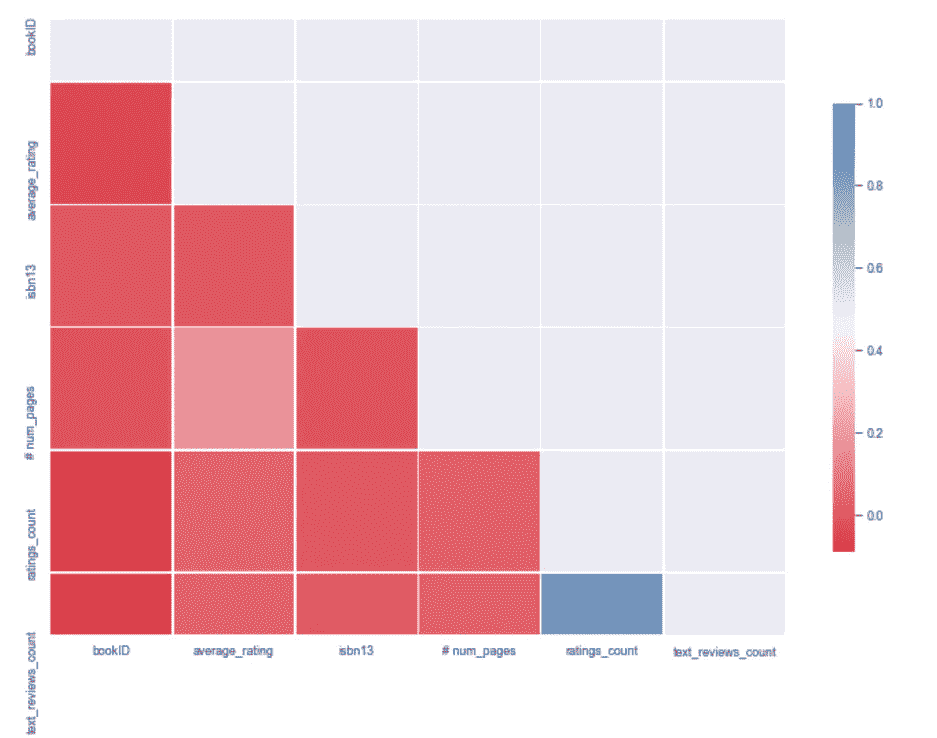 bookID
average_rating
isbn13
# num_pages
ratings_count
text_reviews_count
bookID average_rating isbn13 # num_pages ratings_count text_reviews_count
1.0
0.8
0.6
0.4
0.2
0.0